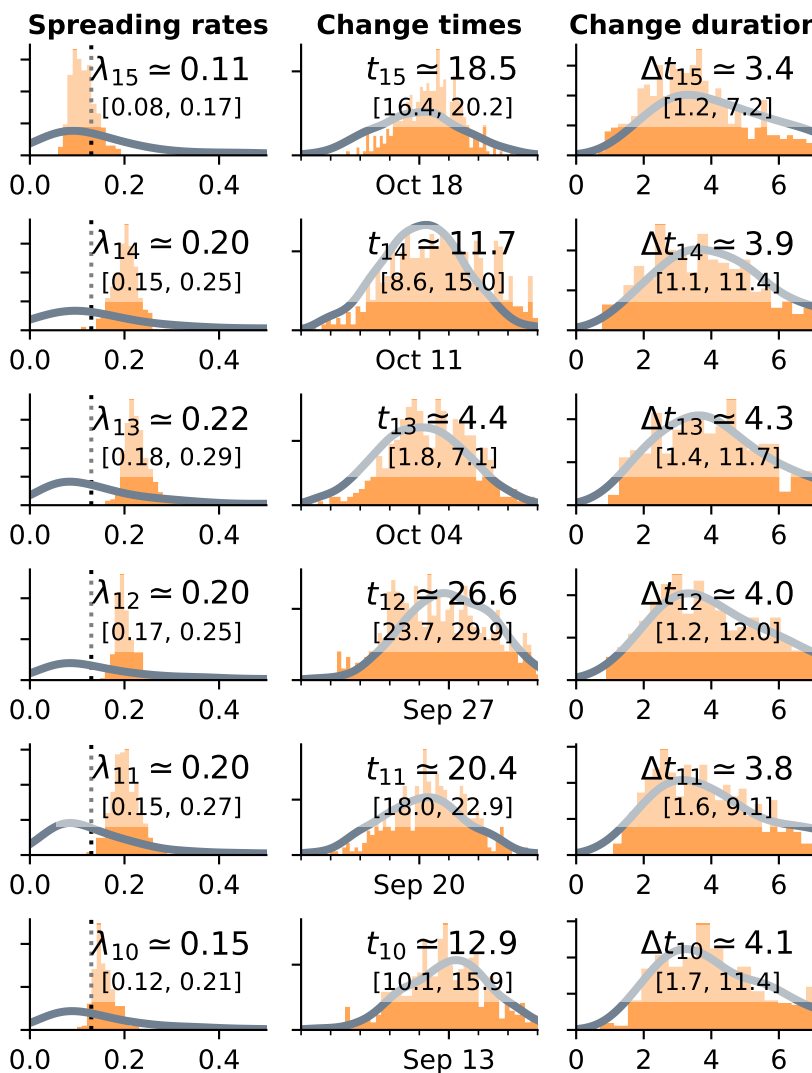 Spreading rates Change times Change duration
λ15 ≃ 0.11 t15 ≃ 18.5 Δt15 ≃ 3.4
[0.08, 0.17] [16.4, 20.2] [1.2, 7.2]
0.0 0.2 0.4 Oct 18 0 2 4 6
λ14 ≃ 0.20 t14 ≃ 11.7 Δt14 ≃ 3.9
[0.15, 0.25] [8.6, 15.0] [1.1, 11.4]
0.0 0.2 0.4 Oct 11 0 2 4 6
λ13 ≃ 0.22 t13 ≃ 4.4 Δt13 ≃ 4.3
[0.18, 0.29] [1.8, 7.1] [1.4, 11.7]
0.0 0.2 0.4 Oct 04 0 2 4 6
λ12 ≃ 0.20 t12 ≃ 26.6 Δt12 ≃ 4.0
[0.17, 0.25] [23.7, 29.9] [1.2, 12.0]
0.0 0.2 0.4 Sep 27 0 2 4 6
λ11 ≃ 0.20 t11 ≃ 20.4 Δt11 ≃ 3.8
[0.15, 0.27] [18.0, 22.9] [1.6, 9.1]
0.0 0.2 0.4 Sep 20 0 2 4 6
λ10 ≃ 0.15 t10 ≃ 12.9 Δt10 ≃ 4.1
[0.12, 0.21] [10.1, 15.9] [1.7, 11.4]
0.0 0.2 0.4 Sep 13 0 2 4 6